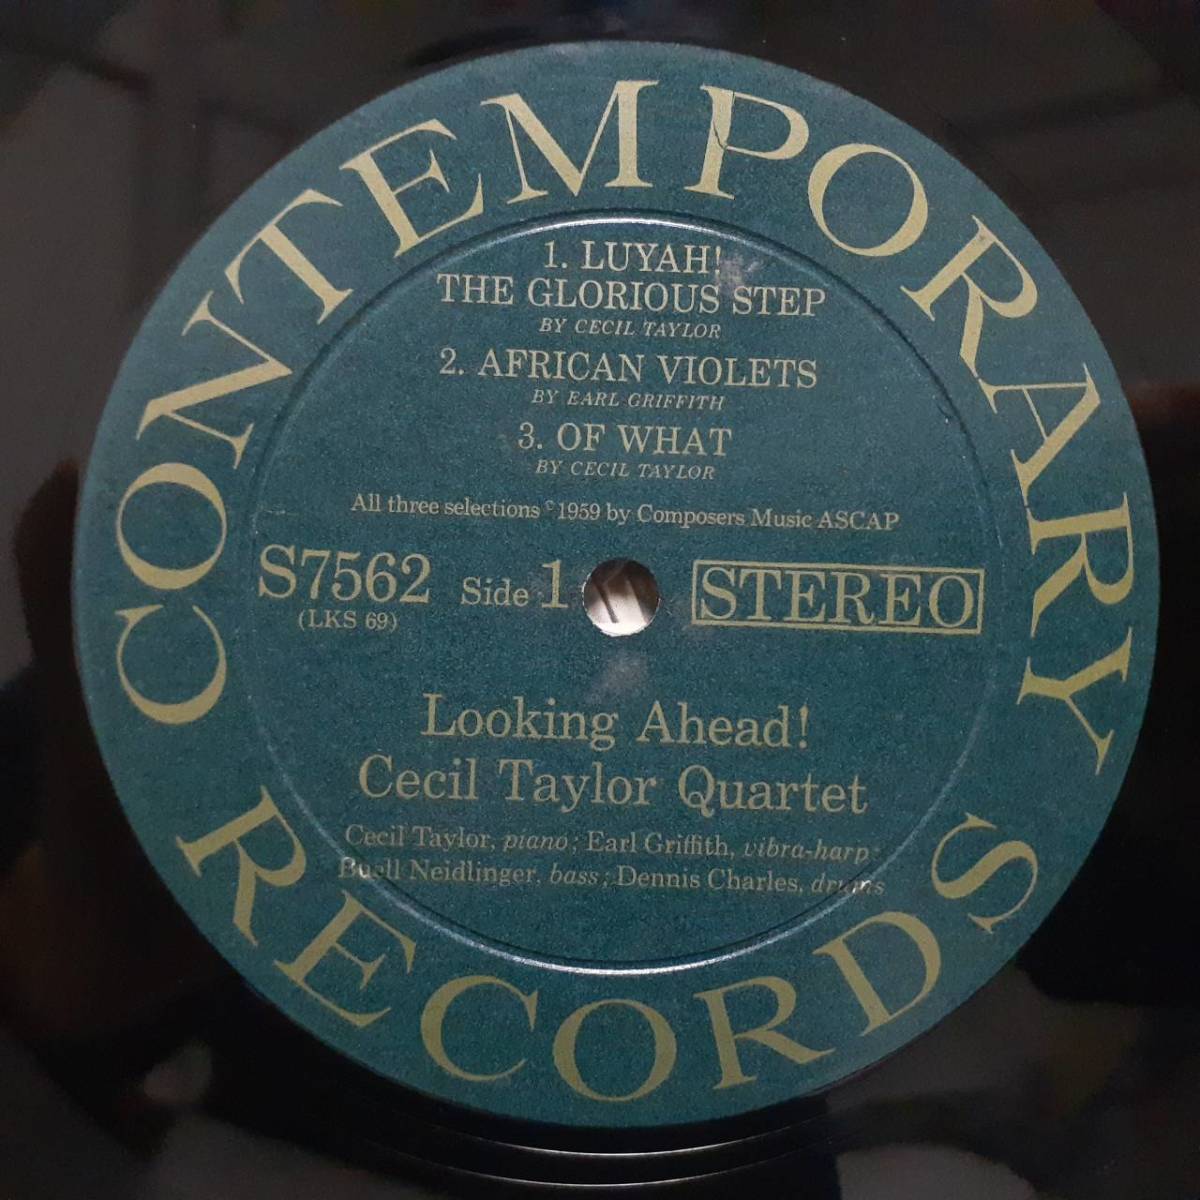 CONTEMPORARY
1. LUYAH!
THE GLORIOUS STEP
BY CECIL TAYLOR
2. AFRICAN VIOLETS
BY EARL GRIFFITH
3. OF WHAT
BY CECIL TAYLOR
All three selections © 1959 by Composers Music ASCAP
S7562 Side 1 STEREO
(LKS 69)
Looking Ahead!
Cecil Taylor Quartet
Cecil Taylor, piano; Earl Griffith, vibra-harp;
Buell Neidlinger, bass; Dennis Charles, drums
RECORDS